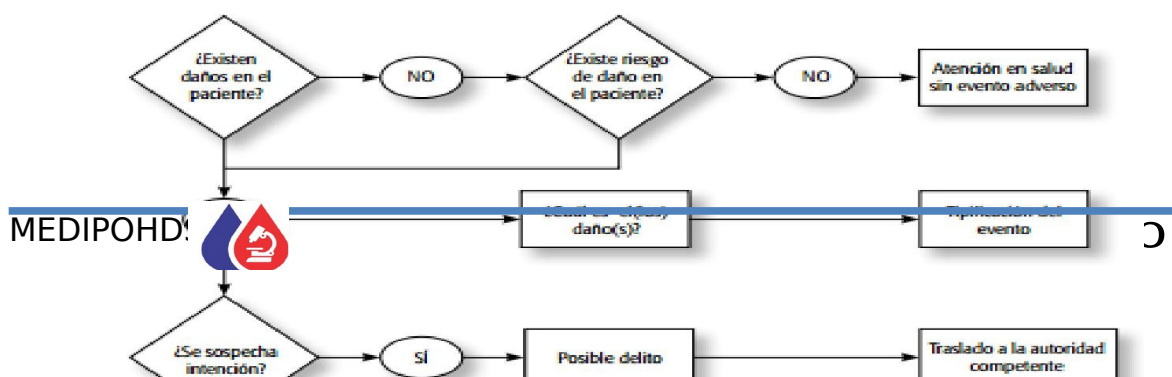 ¿Existen
daños en el
paciente?
NO
¿Existe riesgo
de daño en
el paciente?
NO
Atención en salud
sin evento adverso
daño(s)?
evento
MEDIPOHDS
¿Se sospecha
intención?
SÍ
Posible delito
Traslado a la autoridad
competente